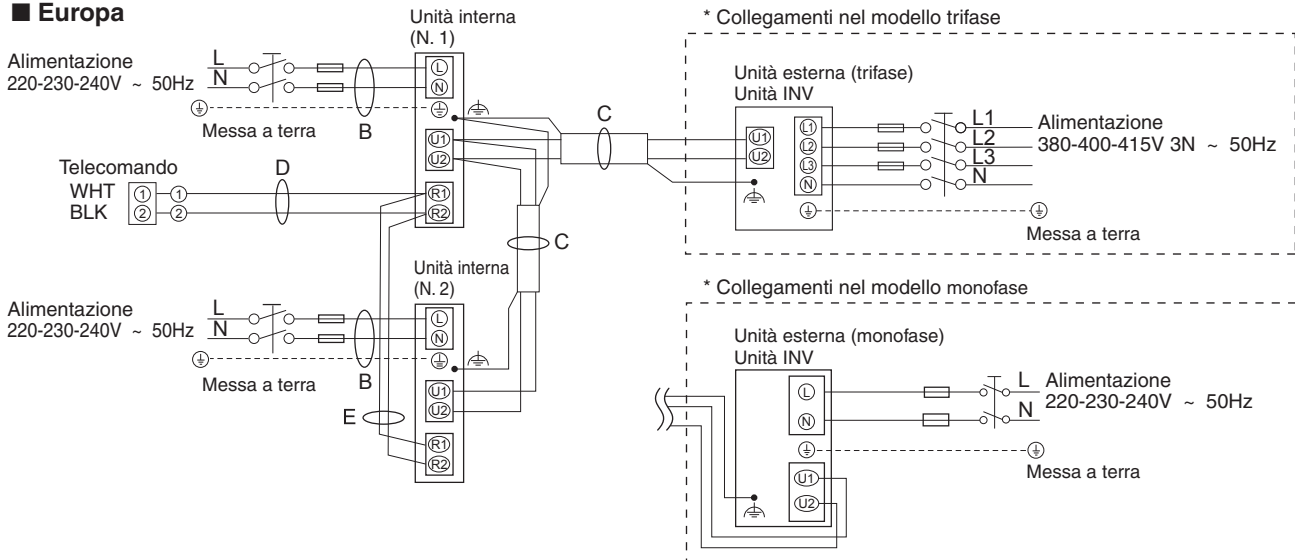 ■ Europa
Unità interna
(N. 1)
Alimentazione
220-230-240V ~ 50Hz
L
N
Messa a terra
B
L
N
U1
U2
R1
R2
Telecomando
WHT
BLK
1
2
1
2
D
C
C
Unità interna
(N. 2)
Alimentazione
220-230-240V ~ 50Hz
L
N
Messa a terra
B
E
L
N
U1
U2
R1
R2
* Collegamenti nel modello trifase
Unità esterna (trifase)
Unità INV
U1
U2
L1
L2
L3
N
L1
L2
L3
N
Alimentazione
380-400-415V 3N ~ 50Hz
Messa a terra
* Collegamenti nel modello monofase
Unità esterna (monofase)
Unità INV
L
N
U1
U2
L
N
Alimentazione
220-230-240V ~ 50Hz
Messa a terra